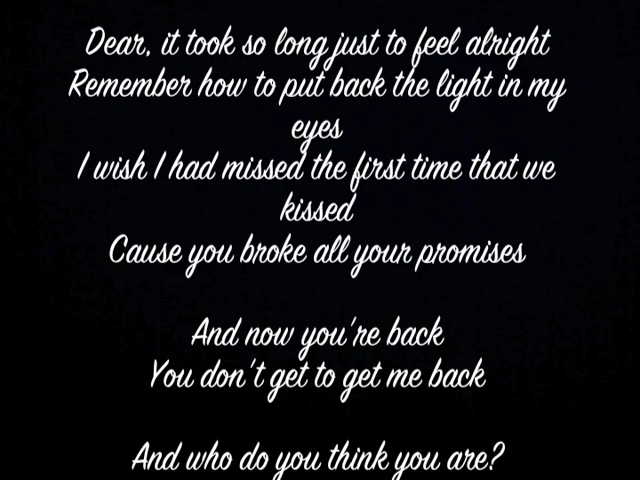 Dear, it took so long just to feel alright
Remember how to put back the light in my
eyes
I wish I had missed the first time that we
kissed
Cause you broke all your promises
And now you're back
You don't get to get me back
And who do you think you are?